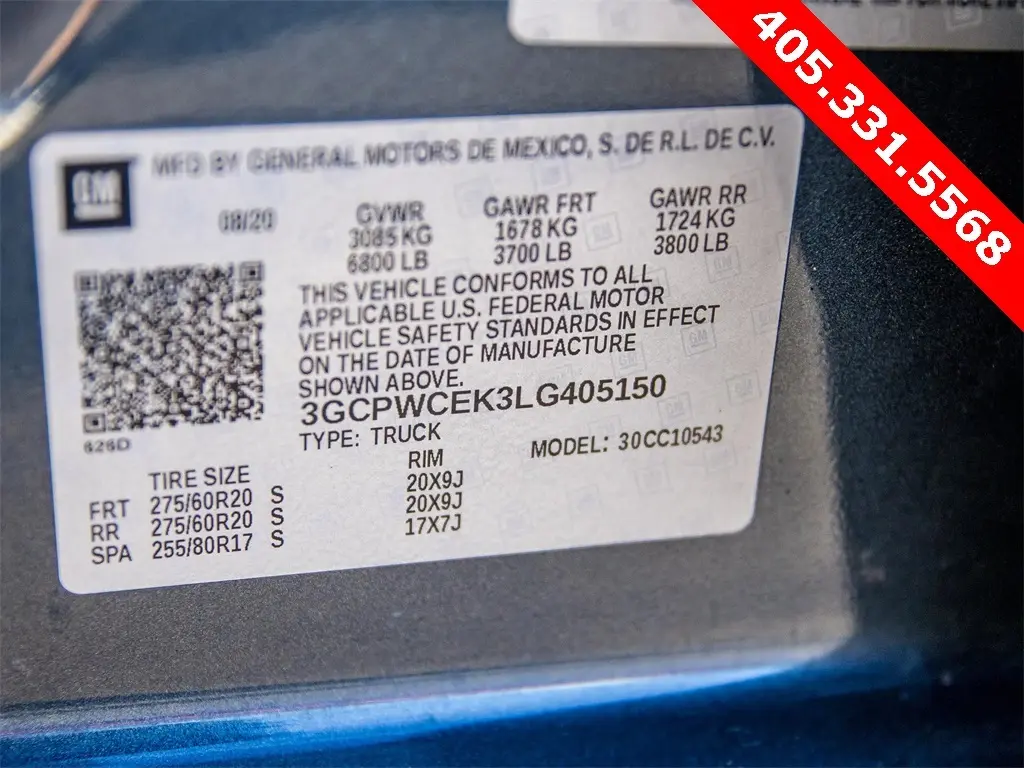 405.331.5568
MFD BY GENERAL MOTORS DE MEXICO, S. DE R.L. DE C.V.
GM
08/20 GVWR GAWR FRT GAWR RR
3085 KG 1678 KG 1724 KG
6800 LB 3700 LB 3800 LB
THIS VEHICLE CONFORMS TO ALL
APPLICABLE U.S. FEDERAL MOTOR
VEHICLE SAFETY STANDARDS IN EFFECT
ON THE DATE OF MANUFACTURE
SHOWN ABOVE.
3GCPWCEK3LG405150
626D
TYPE: TRUCK MODEL: 30CC10543
TIRE SIZE RIM
FRT 275/60R20 S 20X9J
RR 275/60R20 S 20X9J
SPA 255/80R17 S 17X7J